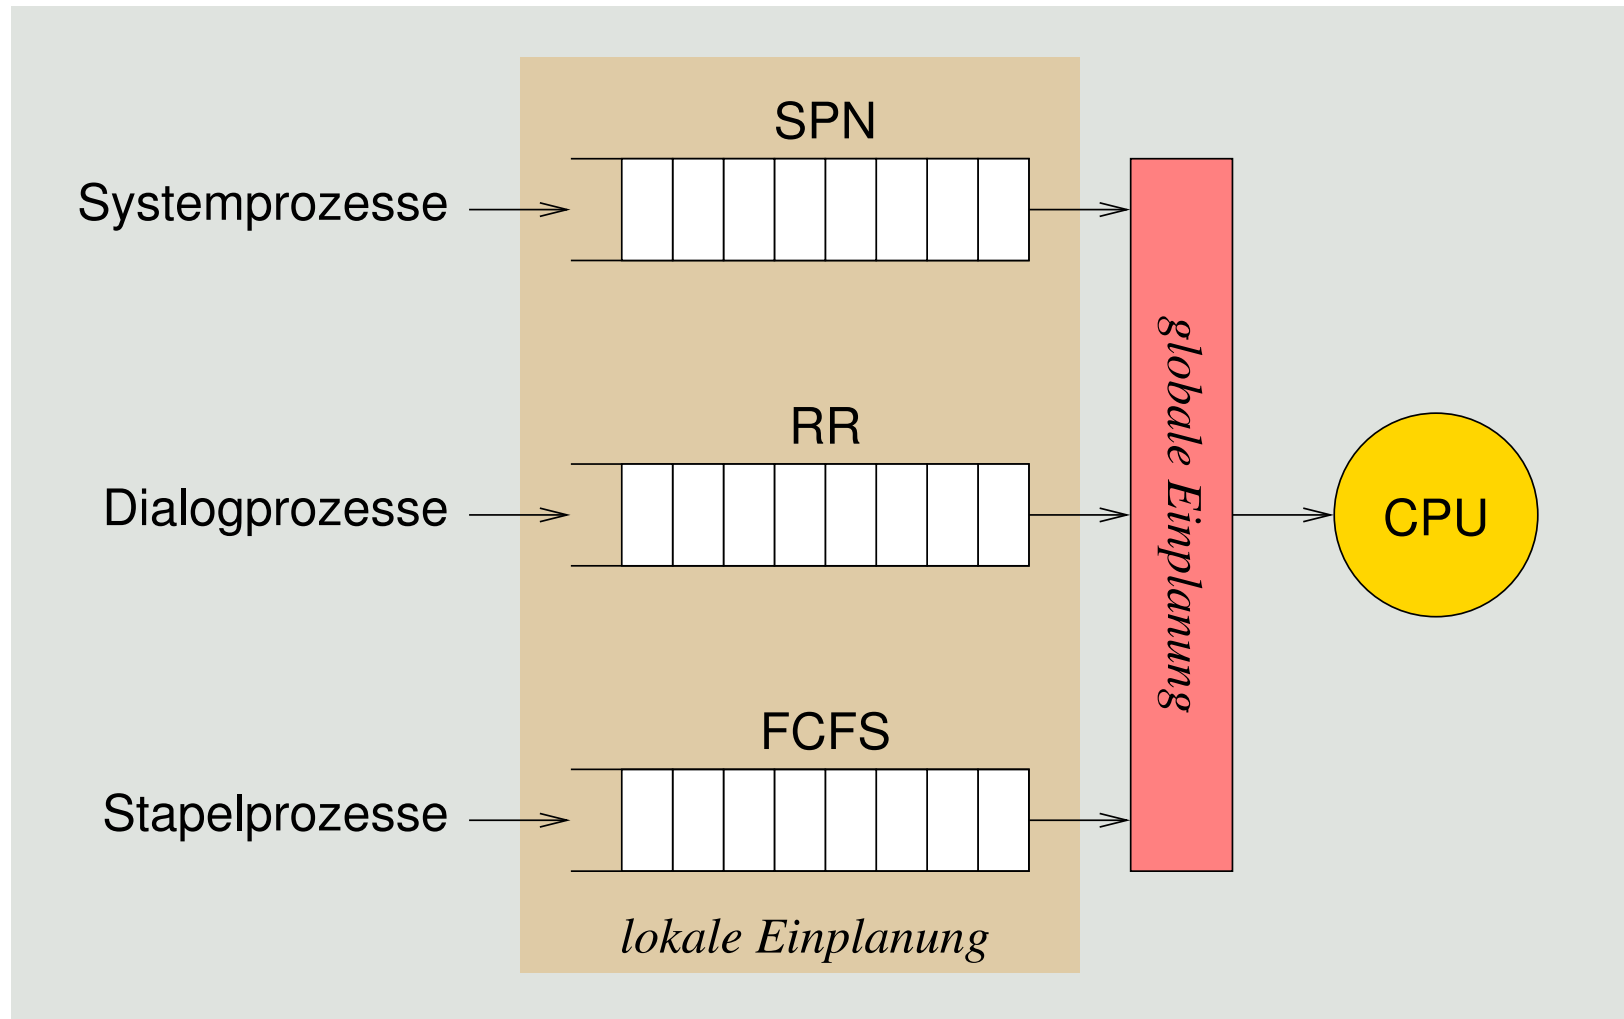 SPN
Systemprozesse
RR
Dialogprozesse
FCFS
Stapelprozesse
lokale Einplanung
globale Einplanung
CPU